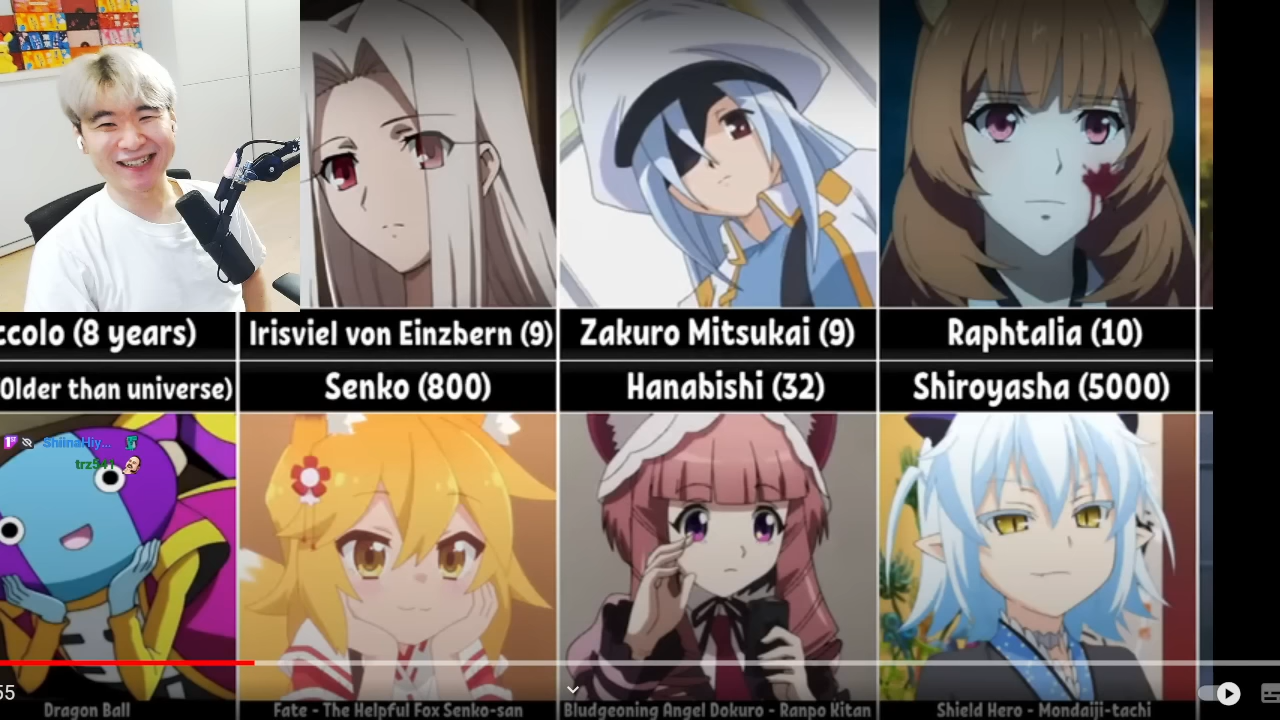 ccolo (8 years)
Irisviel von Einzbern (9)
Zakuro Mitsukai (9)
Raphtalia (10)
Older than universe)
Senko (800)
Hanabishi (32)
Shiroyasha (5000)
ShiinaHiy...
trz541
55
Dragon Ball
Fate - The Helpful Fox Senko-san
Bludgeoning Angel Dokuro - Ranpo Kitan
Shield Hero - Mondaiji-tachi